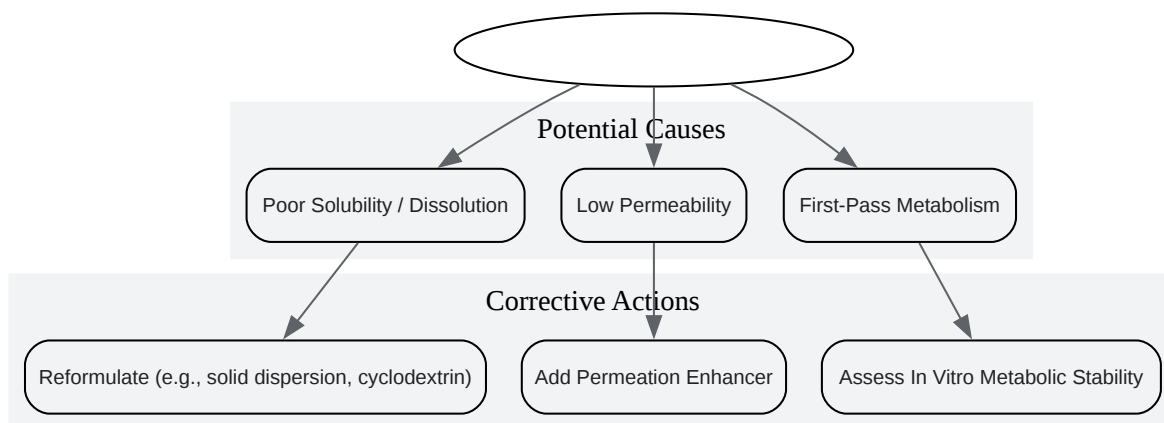 Potential Causes
Poor Solubility / Dissolution
Low Permeability
First-Pass Metabolism
Corrective Actions
Reformulate (e.g., solid dispersion, cyclodextrin)
Add Permeation Enhancer
Assess In Vitro Metabolic Stability